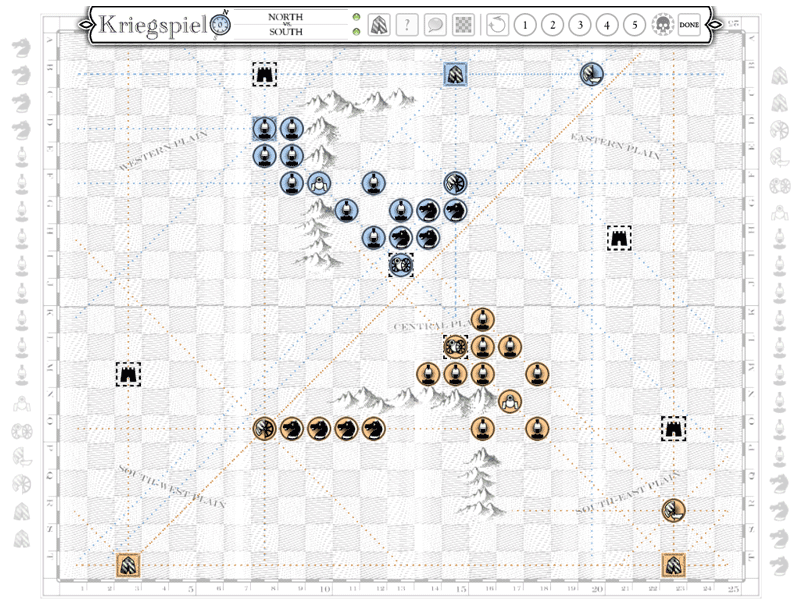 Kriegspiel
N
NORTH
vs.
SOUTH
?
1 2 3 4 5
DONE
WESTERN PLAIN
EASTERN PLAIN
CENTRAL PLA
SOUTH-WEST PLAIN
SOUTH-EAST PLAIN
1 2 3 4 5 6 7 8 9 10 11 12 13 14 15 16 17 18 19 20 21 22 23 24 25